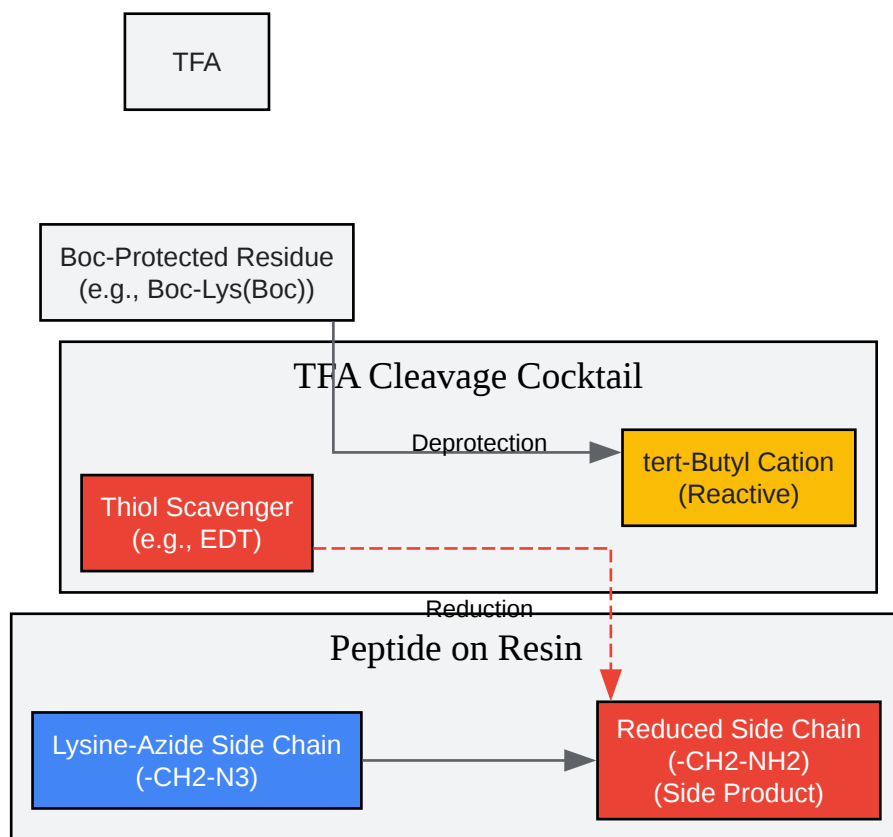 TFA
Boc-Protected Residue
(e.g., Boc-Lys(Boc))
TFA Cleavage Cocktail
Deprotection
tert-Butyl Cation
(Reactive)
Thiol Scavenger
(e.g., EDT)
Reduction
Peptide on Resin
Lysine-Azide Side Chain
(-CH2-N3)
Reduced Side Chain
(-CH2-NH2)
(Side Product)